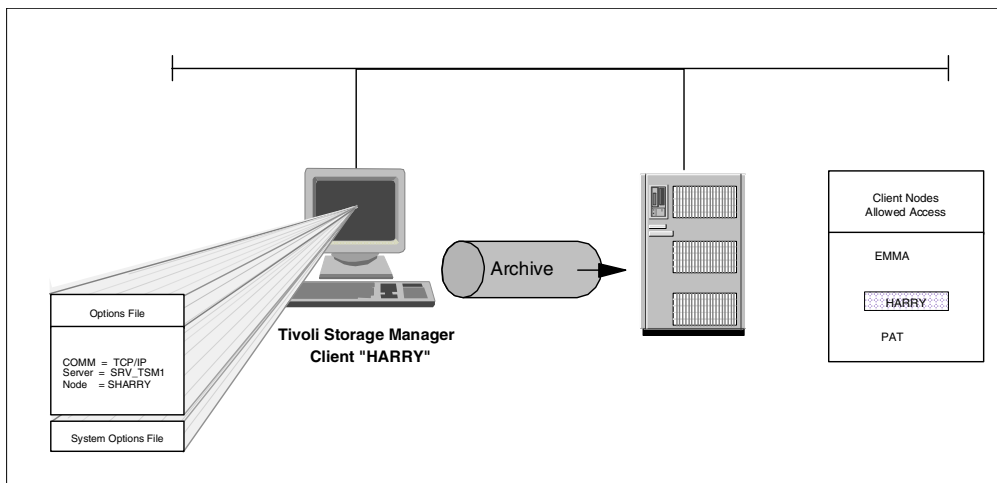 Options File
COMM = TCP/IP
Server = SRV_TSM1
Node = SHARRY
System Options File
Tivoli Storage Manager
Client "HARRY"
Archive
Client Nodes
Allowed Access
EMMA
HARRY
PAT